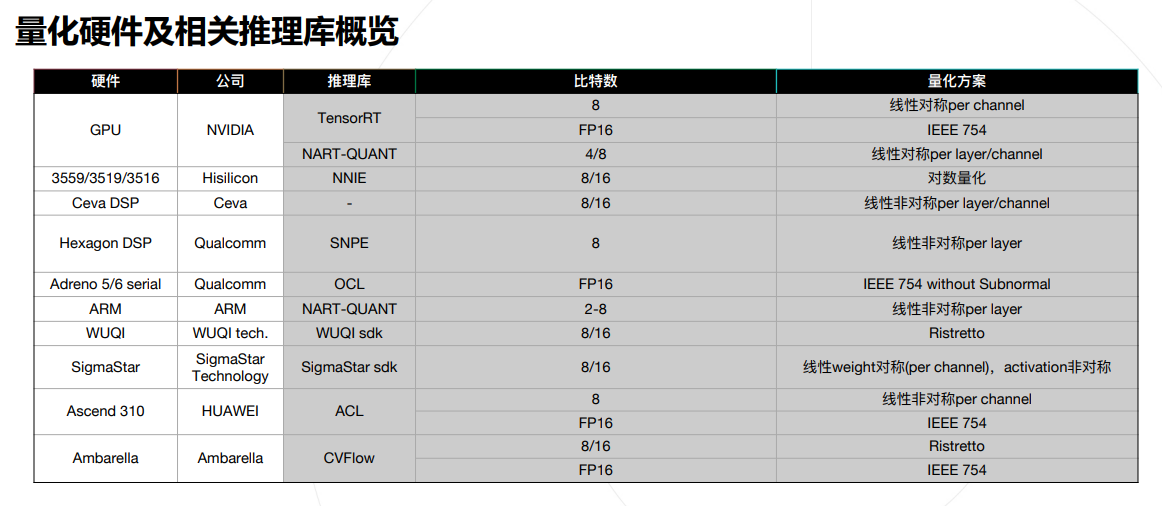 量化硬件及相关推理库概览
硬件 公司 推理库 比特数 量化方案
GPU NVIDIA TensorRT 8 线性对称per channel
FP16 IEEE 754
NART-QUANT 4/8 线性对称per layer/channel
3559/3519/3516 Hisilicon NNIE 8/16 对数量化
Ceva DSP Ceva - 8/16 线性非对称per layer/channel
Hexagon DSP Qualcomm SNPE 8 线性非对称per layer
Adreno 5/6 serial Qualcomm OCL FP16 IEEE 754 without Subnormal
ARM ARM NART-QUANT 2-8 线性非对称per layer
WUQI WUQI tech. WUQI sdk 8/16 Ristretto
SigmaStar SigmaStar Technology SigmaStar sdk 8/16 线性weight对称(per channel)，activation非对称
Ascend 310 HUAWEI ACL 8 线性非对称per channel
FP16 IEEE 754
Ambarella Ambarella CVFlow 8/16 Ristretto
FP16 IEEE 754